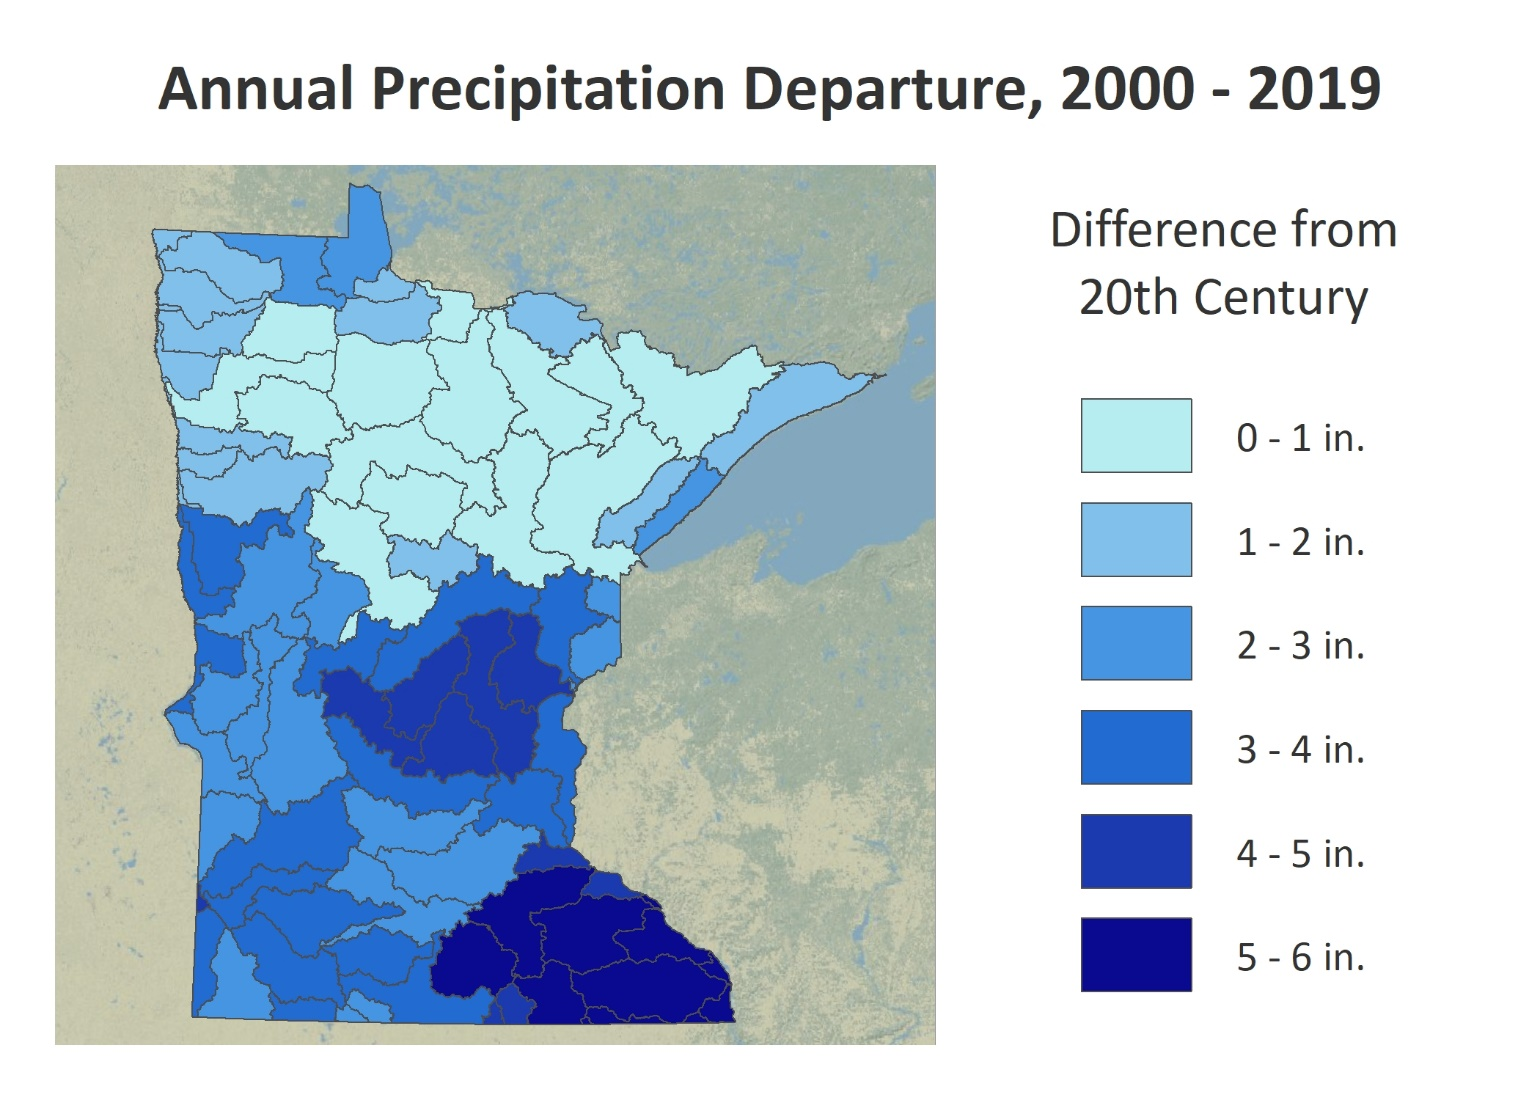 Annual Precipitation Departure, 2000 - 2019
Difference from
20th Century
0 - 1 in.
1 - 2 in.
2 - 3 in.
3 - 4 in.
4 - 5 in.
5 - 6 in.